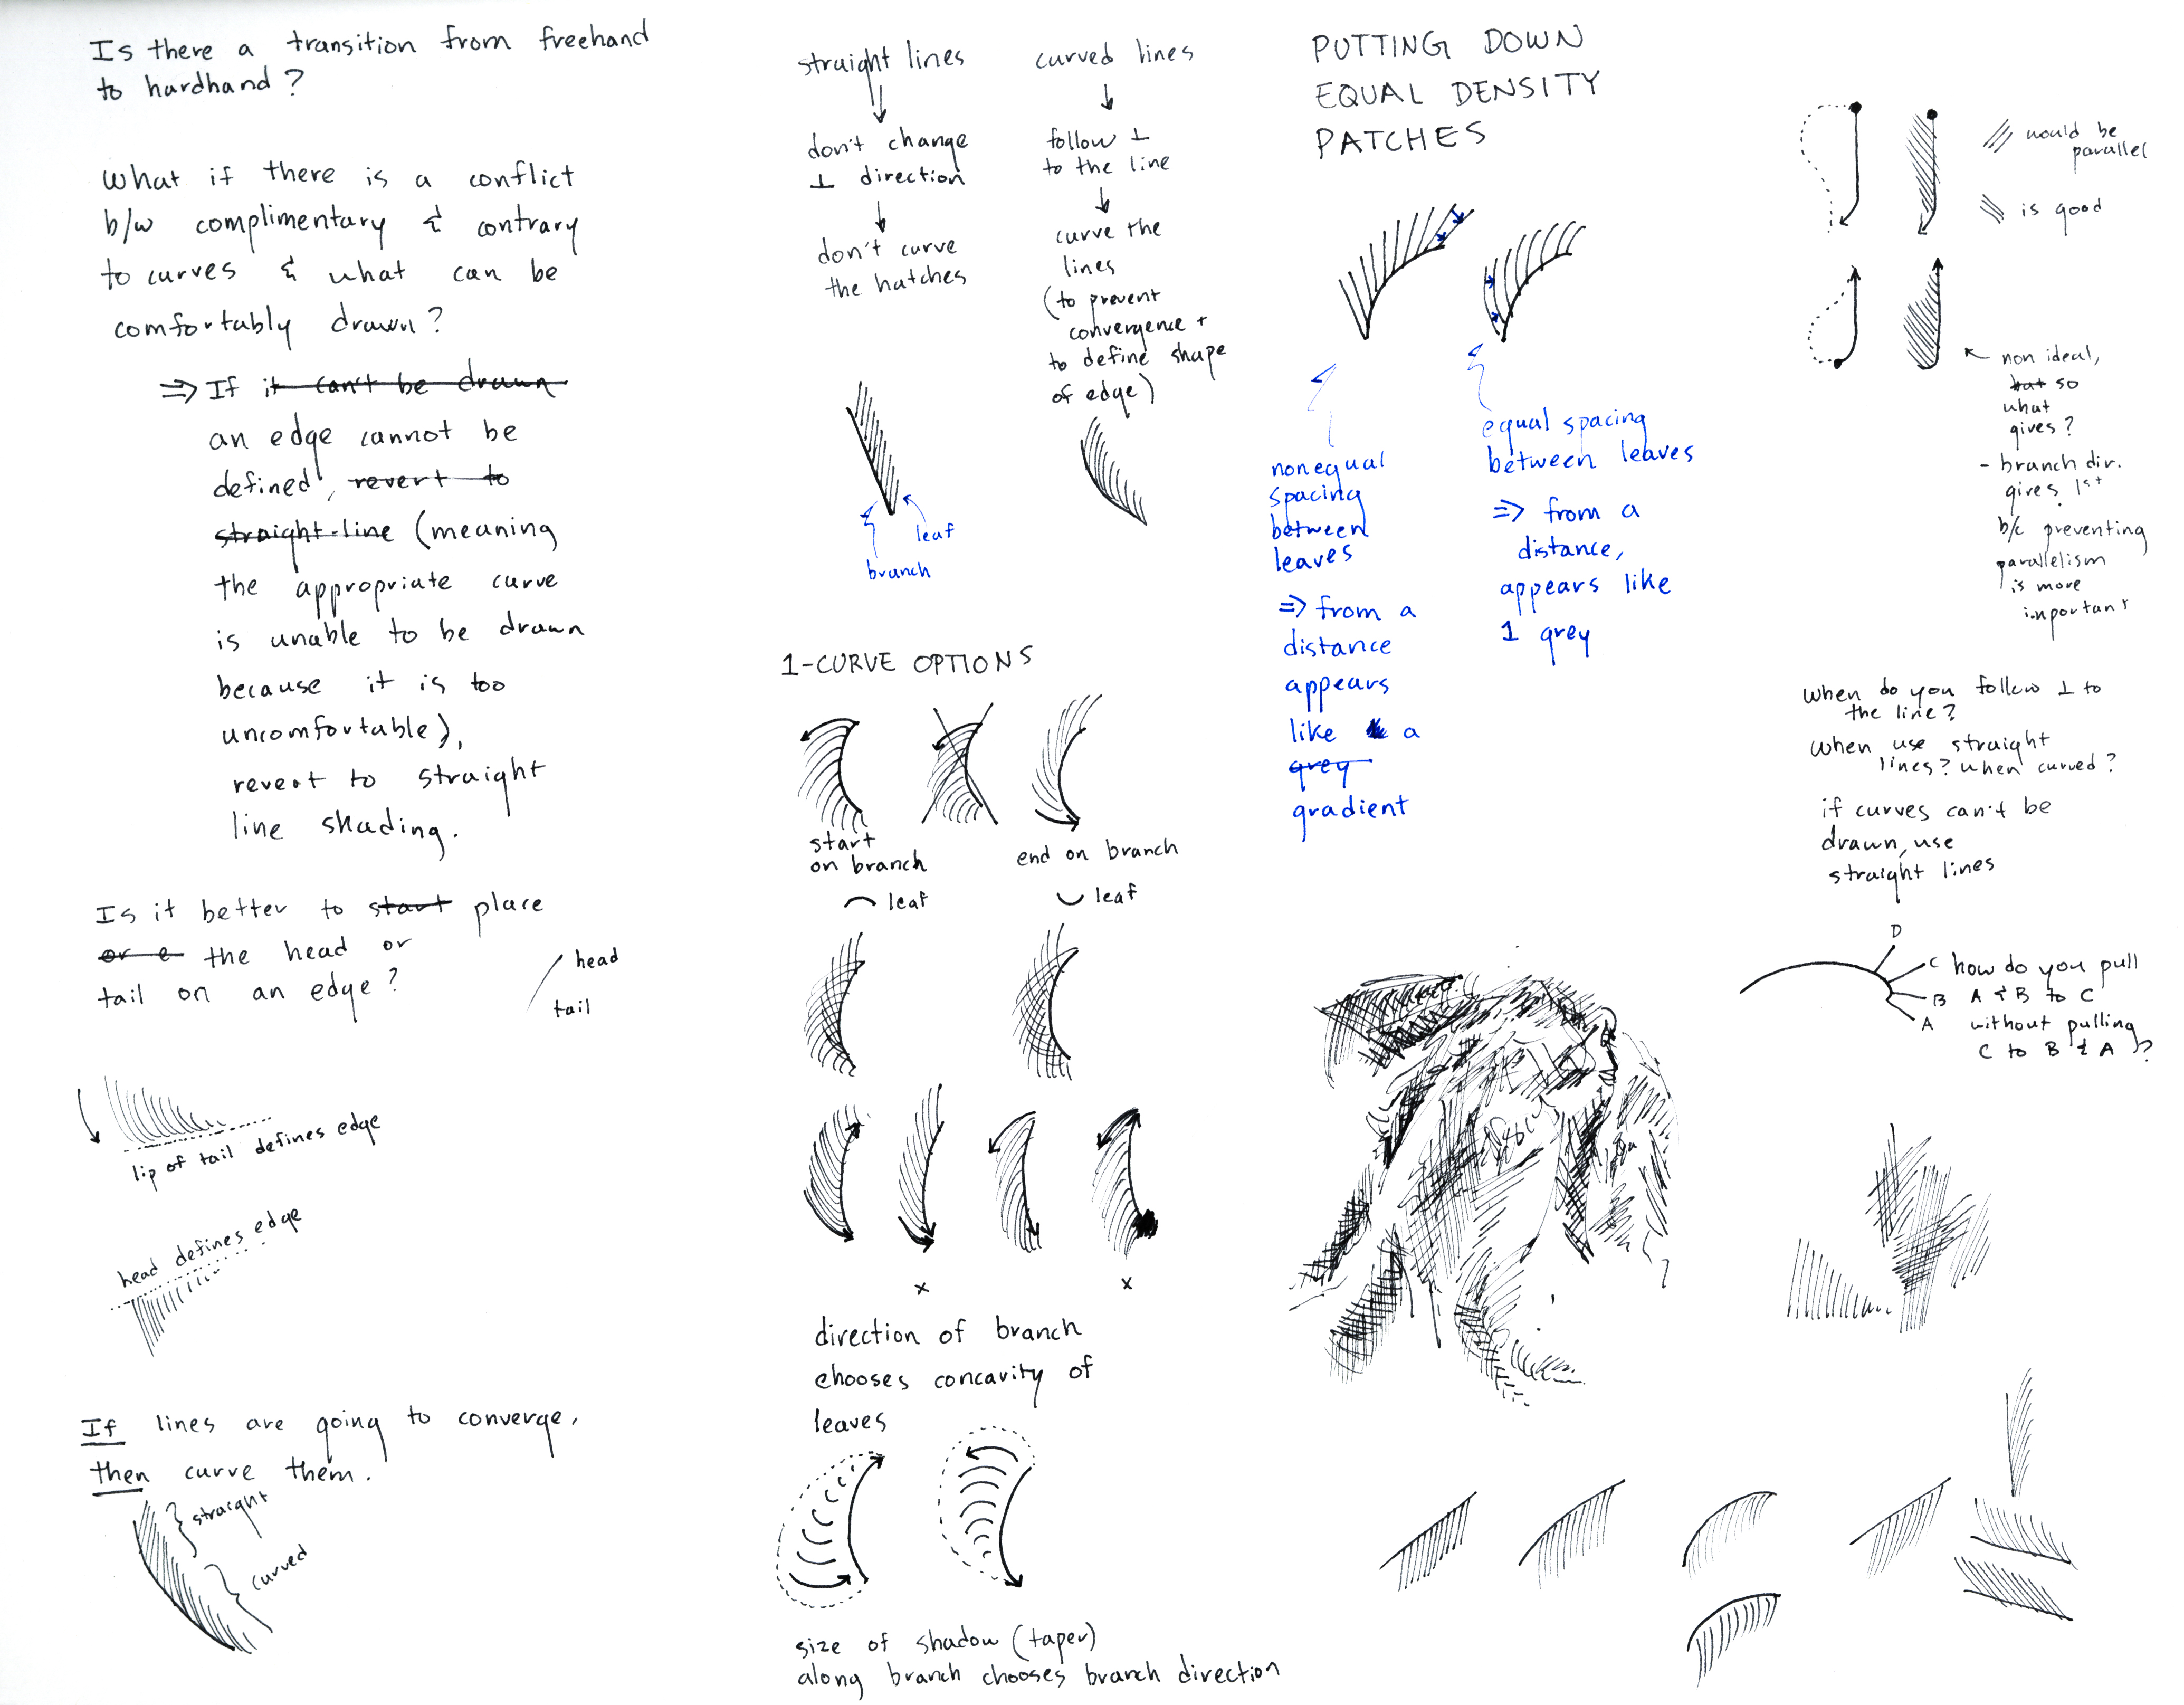 Is there a transition from freehand
to hardhand?
What if there is a conflict
b/w complimentary & contrary
to curves & what can be
comfortably drawn?
⇒ If it can't be drawn
an edge cannot be
defined, revert to
straight-line (meaning
the appropriate curve
is unable to be drawn
because it is too
uncomfortable),
revert to straight
line shading.
Is it better to start place
or e the head or
tail on an edge?
head
tail
lip of tail defines edge
head defines edge
If lines are going to converge,
then curve them.
straight
curved
straight lines
↓
don't change
⊥ direction
↓
don't curve
the hatches
leaf
branch
curved lines
↓
follow ⊥
to the line
↓
curve the
lines
(to prevent
convergence +
to define shape
of edge)
1-CURVE OPTIONS
start
on branch
leaf
end on branch
leaf
x
x
direction of branch
chooses concavity of
leaves
size of shadow (taper)
along branch chooses branch direction
PUTTING DOWN
EQUAL DENSITY
PATCHES
nonequal
spacing
between
leaves
⇒ from a
distance
appears
like a
grey
gradient
equal spacing
between leaves
⇒ from a
distance,
appears like
1 grey
would be
parallel
is good
non ideal,
but so
what
gives?
- branch dir.
gives 1st
b/c preventing
parallelism
is more
important
When do you follow ⊥ to
the line?
When use straight
lines? when curved?
if curves can't be
drawn, use
straight lines
D
C
B
A
how do you pull
A & B to C
without pulling
C to B & A?